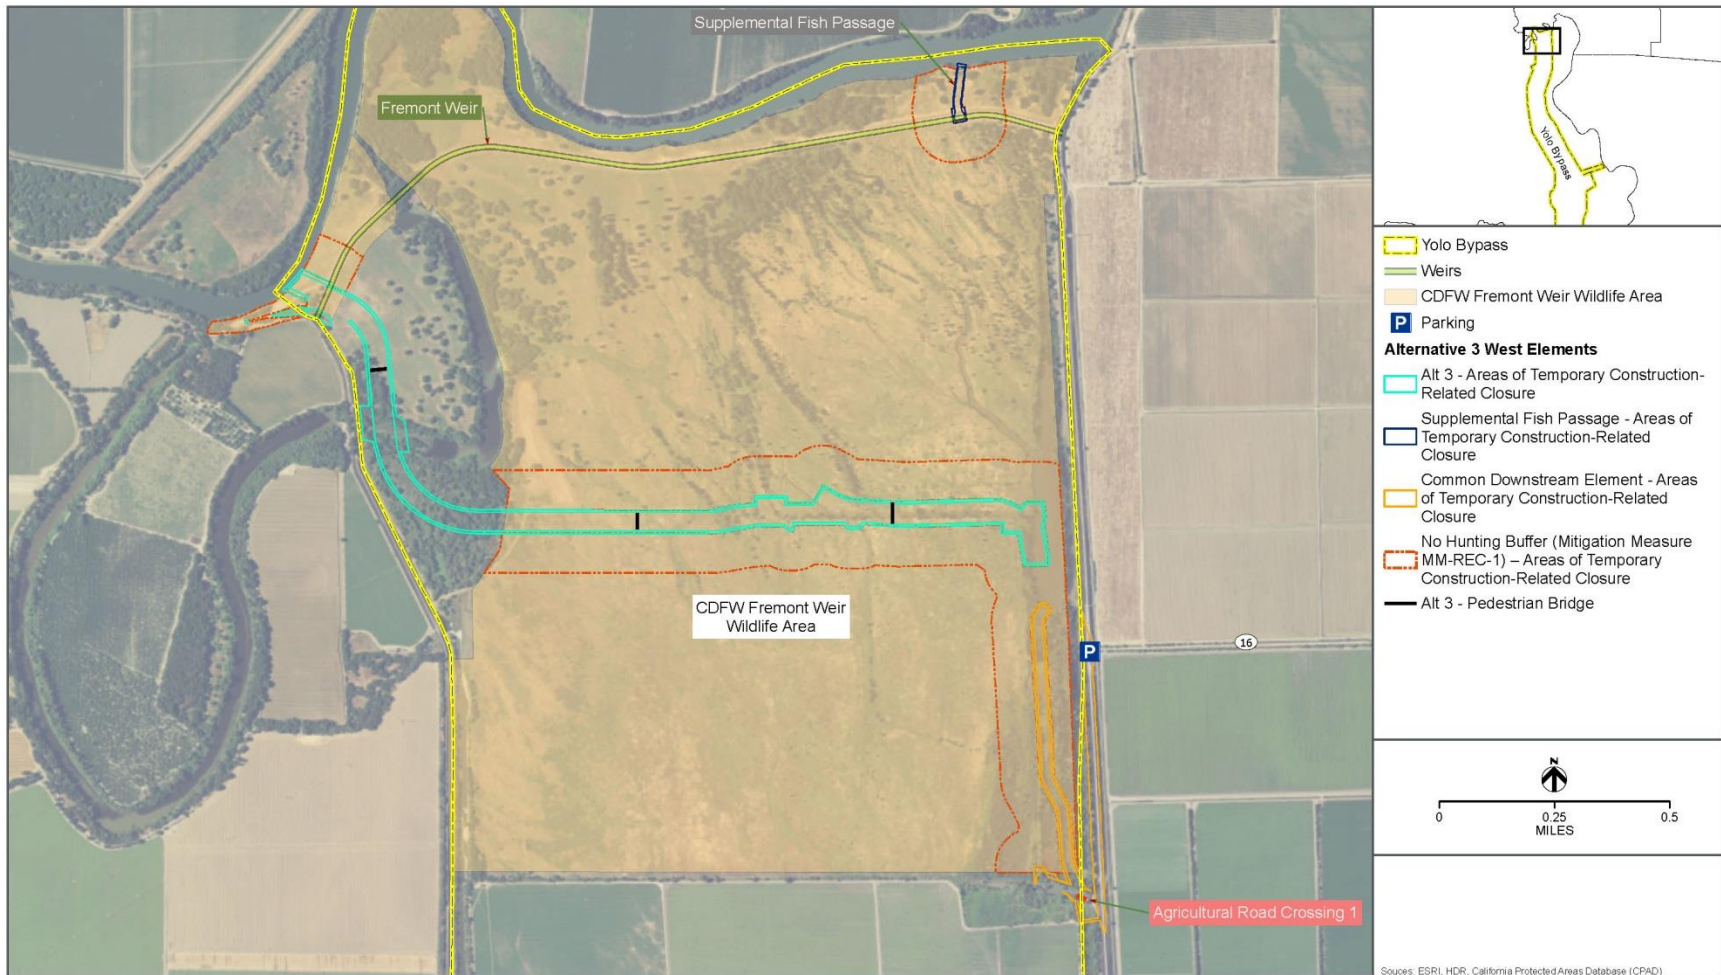 Supplemental Fish Passage
Fremont Weir
CDFW Fremont Weir
Wildlife Area
P
16
Agricultural Road Crossing 1
Yolo Bypass
Yolo Bypass
Weirs
CDFW Fremont Weir Wildlife Area
P Parking
Alternative 3 West Elements
Alt 3 - Areas of Temporary Construction-
Related Closure
Supplemental Fish Passage - Areas of
Temporary Construction-Related
Closure
Common Downstream Element - Areas
of Temporary Construction-Related
Closure
No Hunting Buffer (Mitigation Measure
MM-REC-1) – Areas of Temporary
Construction-Related Closure
Alt 3 - Pedestrian Bridge
N
0 0.25 0.5
MILES
Souces: ESRI, HDR, California Protected Areas Database (CPAD)